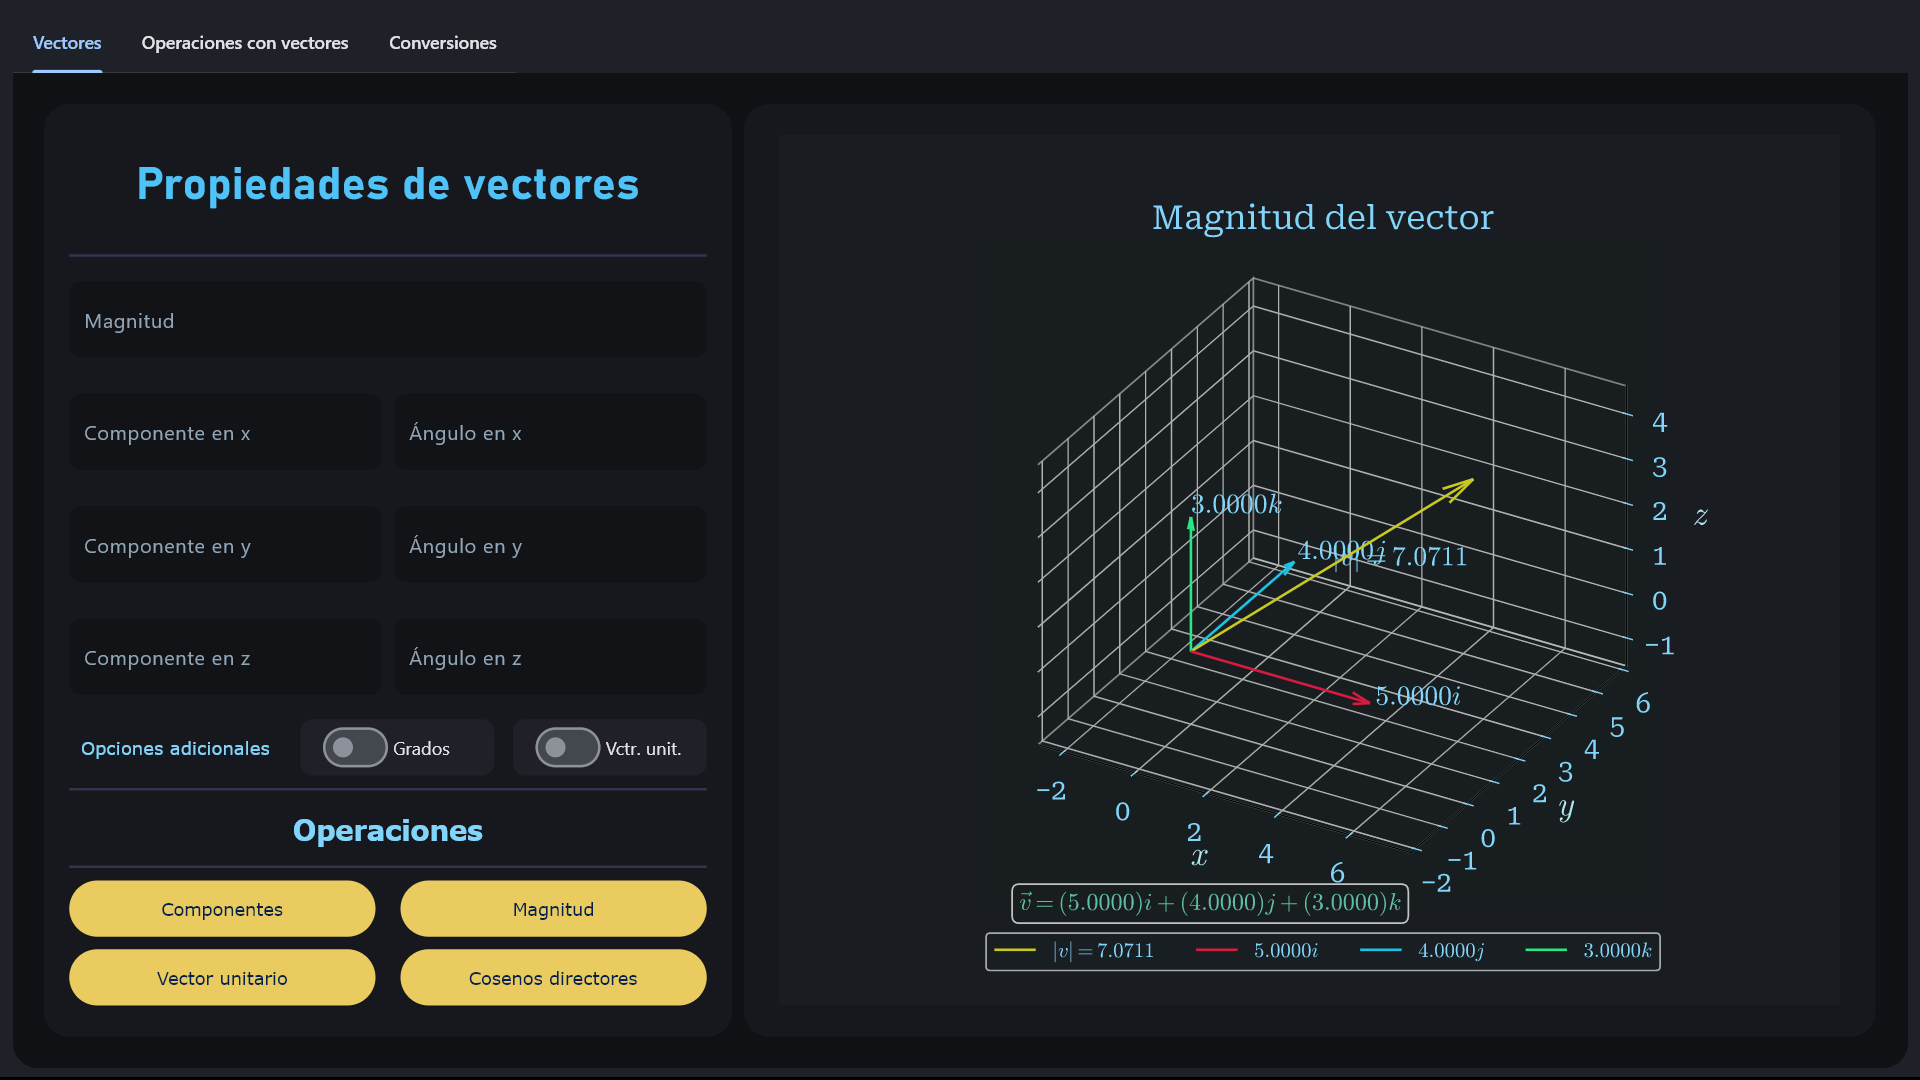 Vectores Operaciones con vectores Conversiones
Propiedades de vectores
Magnitud
Componente en x Ángulo en x
Componente en y Ángulo en y
Componente en z Ángulo en z
Opciones adicionales Grados Vctr. unit.
Operaciones
Componentes Magnitud
Vector unitario Cosenos directores
Magnitud del vector
4
3
2
1
0
−1
z
3.0000k
4.0000j
|v| = 7.0711
5.0000i
6
5
4
3
2
1
0
−1
−2
y
−2
0
2
4
6
x
v⃗ = (5.0000)i + (4.0000)j + (3.0000)k
|v| = 7.0711 5.0000i 4.0000j 3.0000k